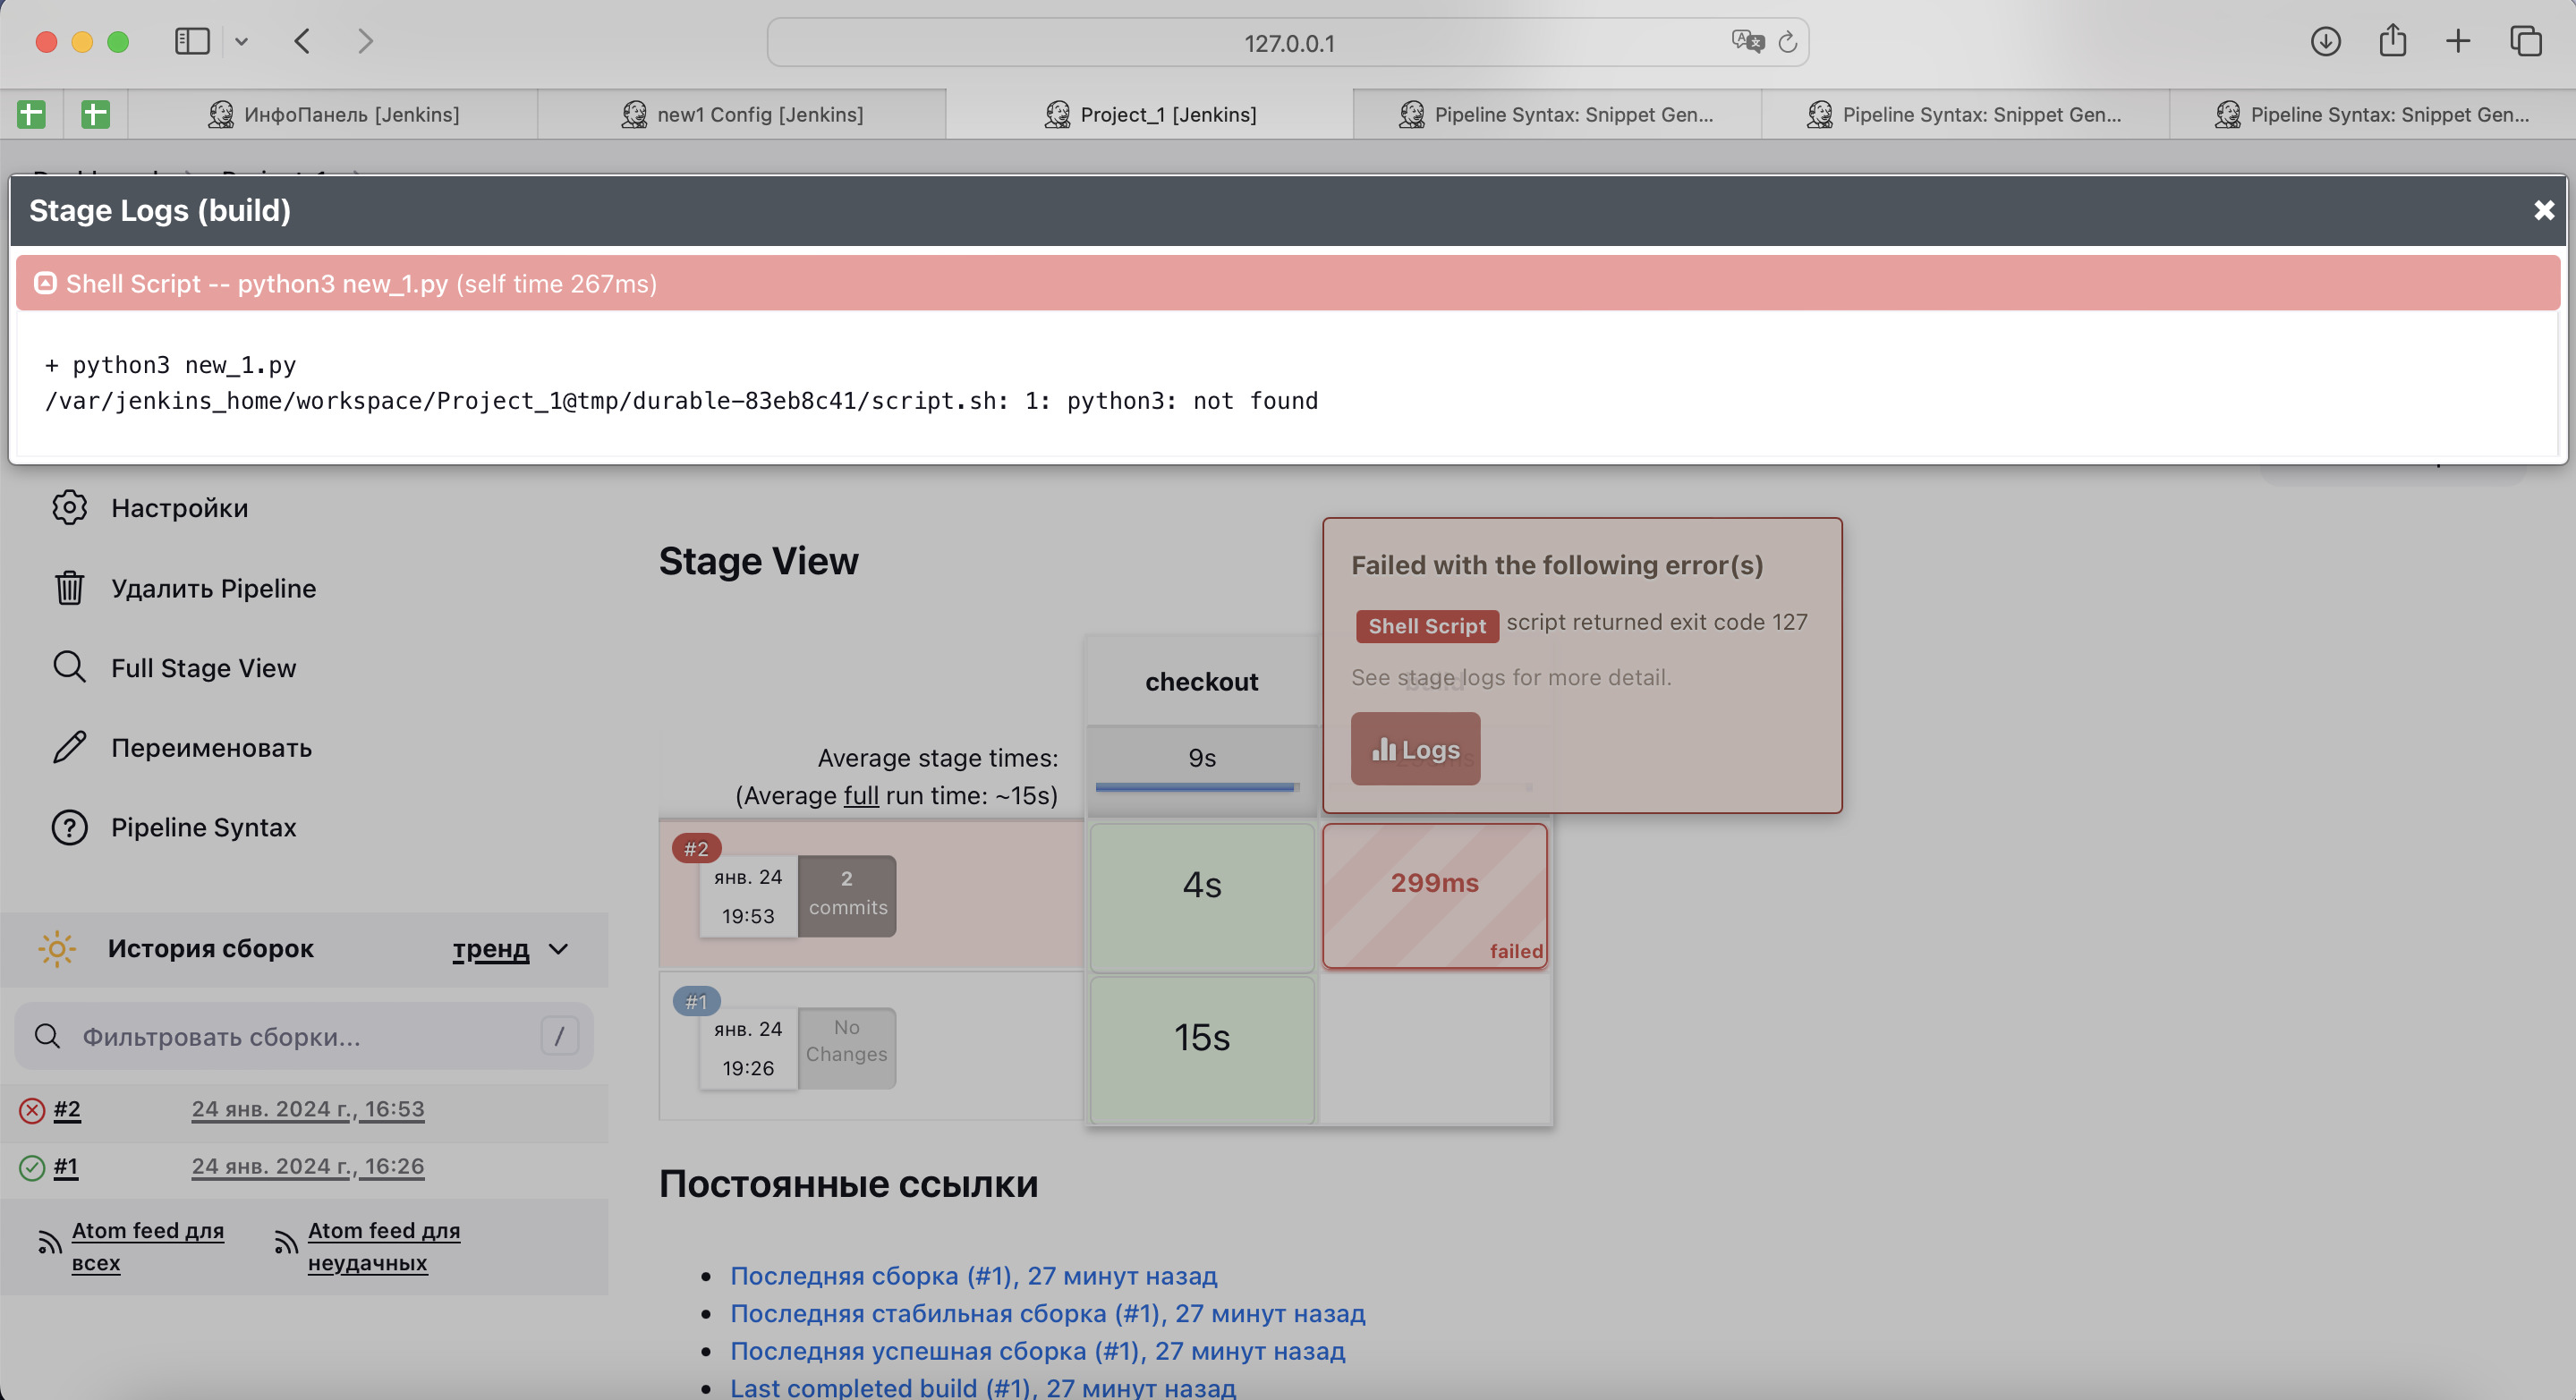 127.0.0.1
ИнфоПанель [Jenkins]
new1 Config [Jenkins]
Project_1 [Jenkins]
Pipeline Syntax: Snippet Gen...
Pipeline Syntax: Snippet Gen...
Pipeline Syntax: Snippet Gen...
Stage Logs (build)
Shell Script -- python3 new_1.py (self time 267ms)
+ python3 new_1.py
/var/jenkins_home/workspace/Project_1@tmp/durable-83eb8c41/script.sh: 1: python3: not found
Настройки
Удалить Pipeline
Full Stage View
Переименовать
Pipeline Syntax
История сборок
тренд
Фильтровать сборки...
/
#2
24 янв. 2024 г., 16:53
#1
24 янв. 2024 г., 16:26
Atom feed для
всех
Atom feed для
неудачных
Stage View
Failed with the following error(s)
Shell Script script returned exit code 127
See stage logs for more detail.
Logs
checkout
Average stage times:
(Average full run time: ~15s)
9s
#2
янв. 24
19:53
2
commits
4s
299ms
failed
#1
янв. 24
19:26
No
Changes
15s
Постоянные ссылки
Последняя сборка (#1), 27 минут назад
Последняя стабильная сборка (#1), 27 минут назад
Последняя успешная сборка (#1), 27 минут назад
Last completed build (#1), 27 минут назад